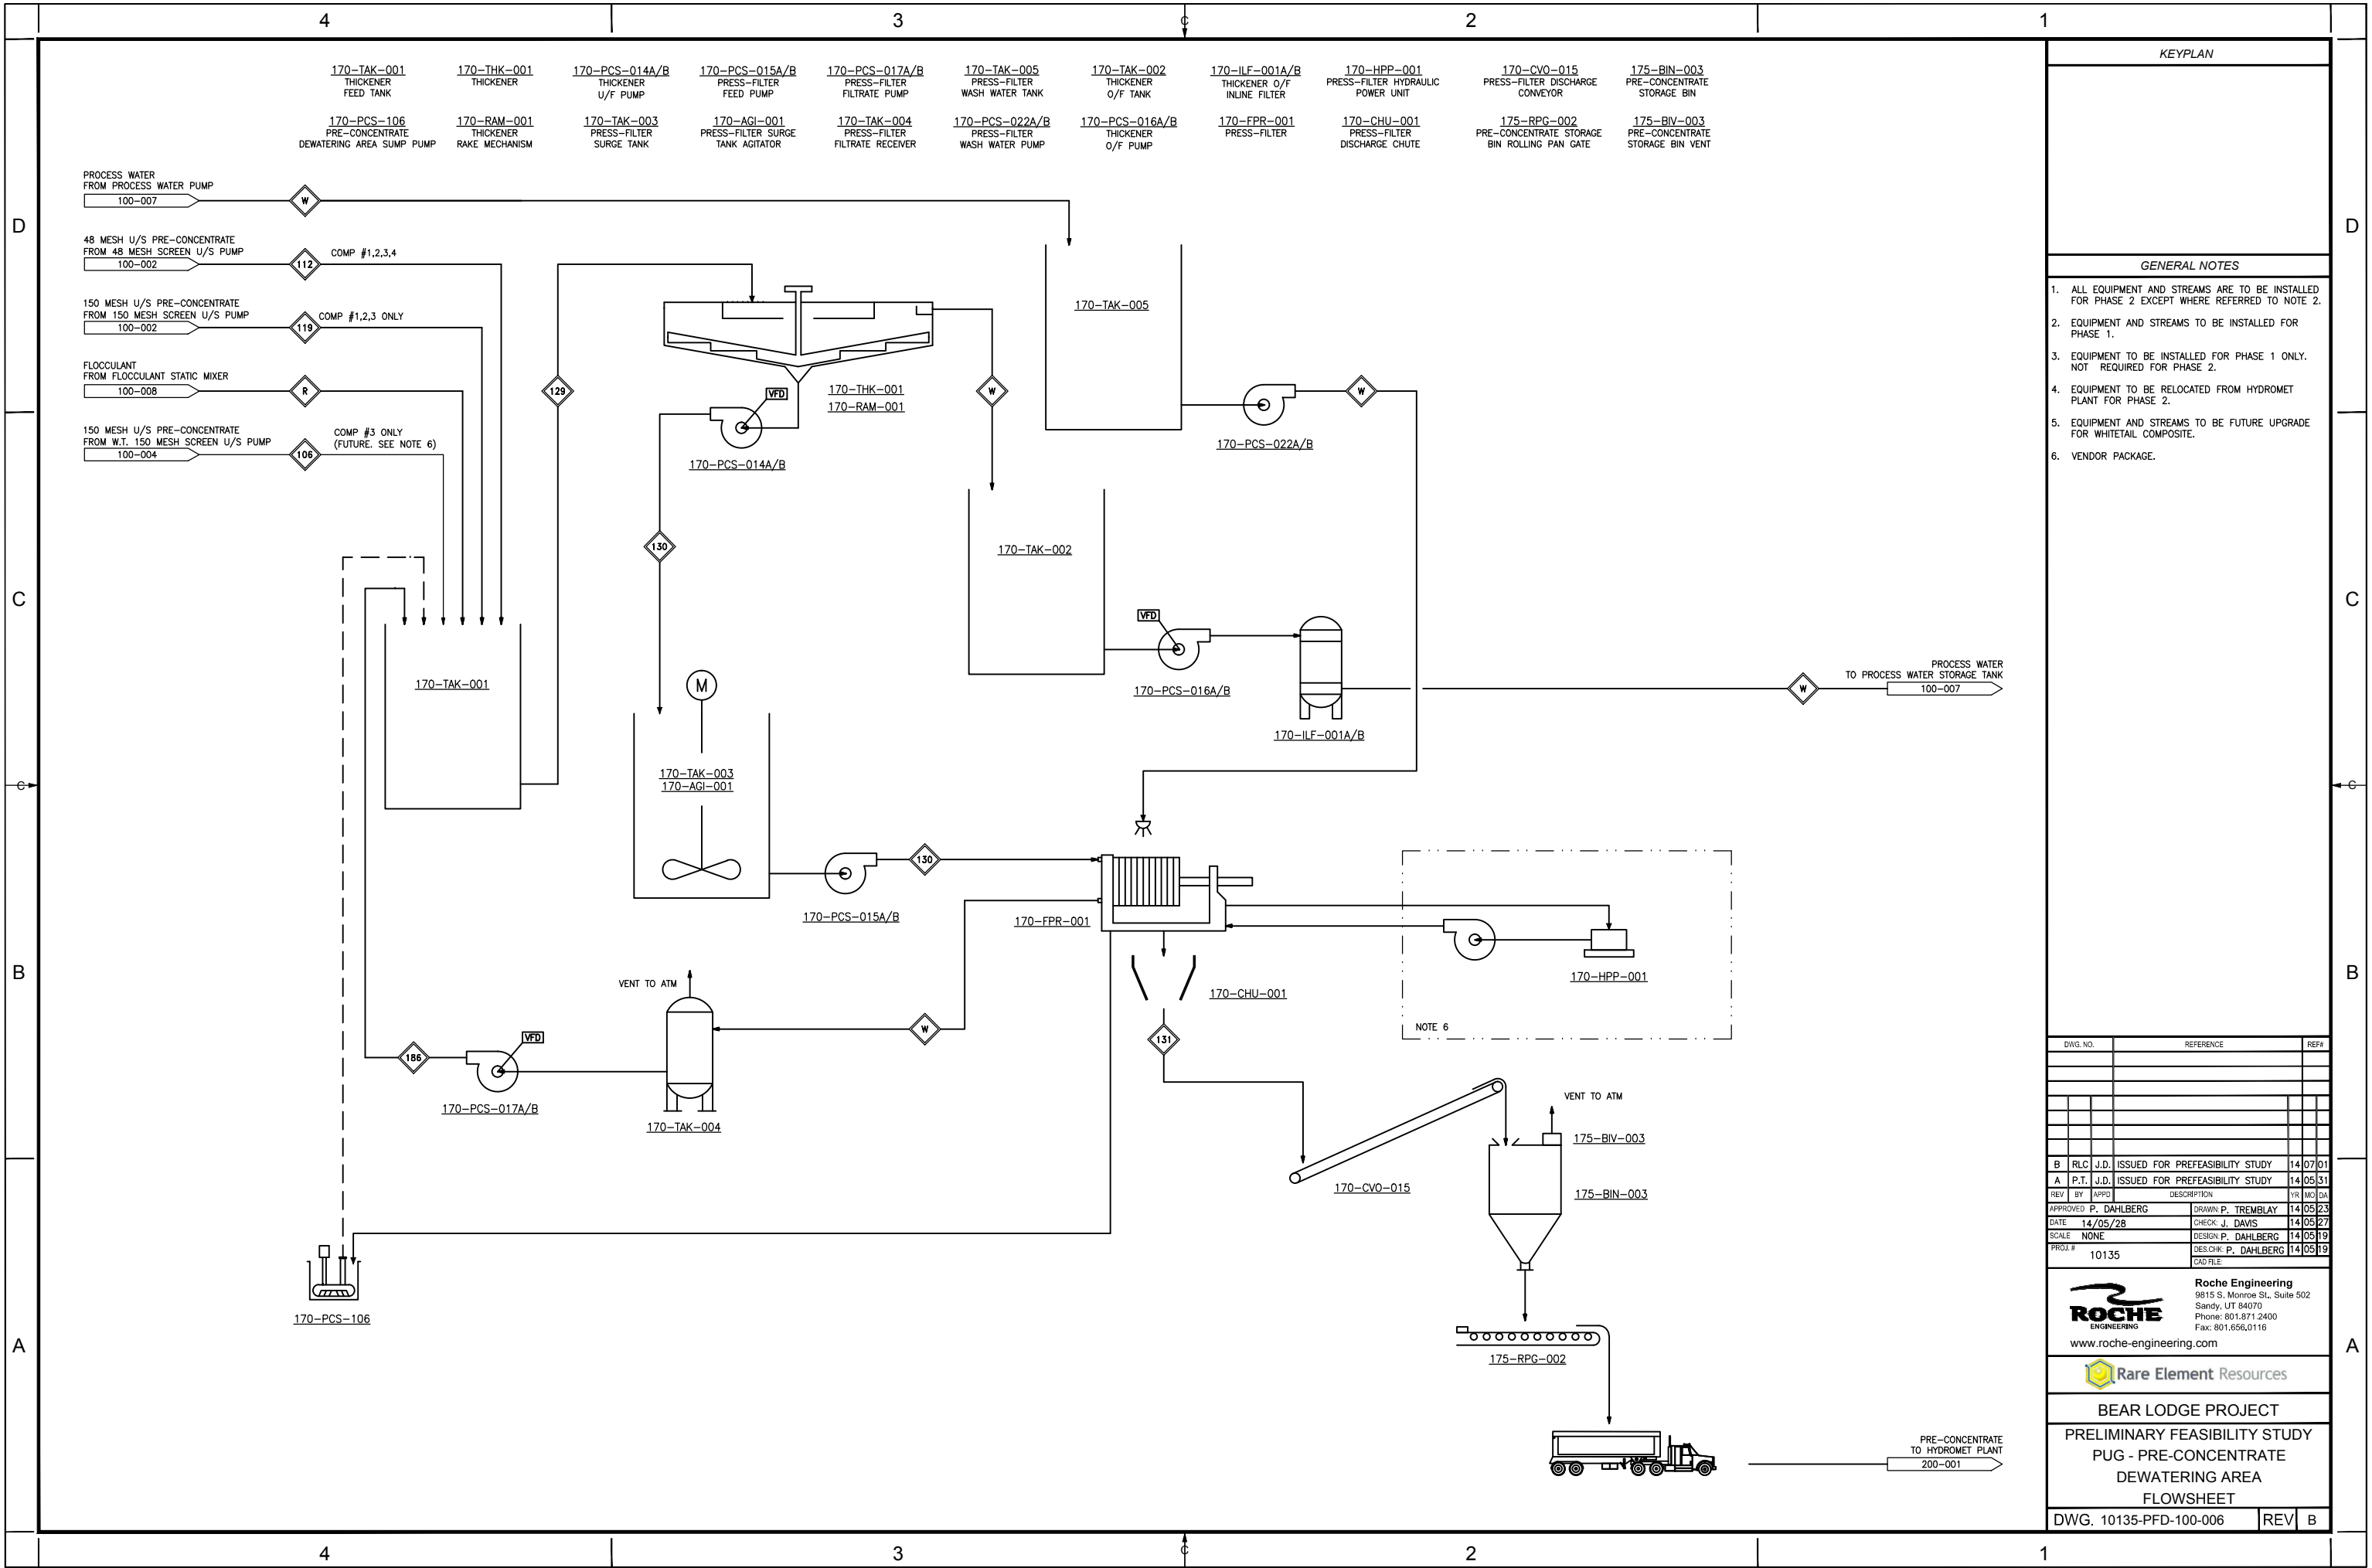 4 3 C 2 1
170-TAK-001
THICKENER
FEED TANK
170-THK-001
THICKENER
170-PCS-014A/B
THICKENER
U/F PUMP
170-PCS-015A/B
PRESS-FILTER
FEED PUMP
170-PCS-017A/B
PRESS-FILTER
FILTRATE PUMP
170-TAK-005
PRESS-FILTER
WASH WATER TANK
170-TAK-002
THICKENER
O/F TANK
170-ILF-001A/B
THICKENER O/F
INLINE FILTER
170-HPP-001
PRESS-FILTER HYDRAULIC
POWER UNIT
170-CVO-015
PRESS-FILTER DISCHARGE
CONVEYOR
175-BIN-003
PRE-CONCENTRATE
STORAGE BIN
170-PCS-106
PRE-CONCENTRATE
DEWATERING AREA SUMP PUMP
170-RAM-001
THICKENER
RAKE MECHANISM
170-TAK-003
PRESS-FILTER
SURGE TANK
170-AGI-001
PRESS-FILTER SURGE
TANK AGITATOR
170-TAK-004
PRESS-FILTER
FILTRATE RECEIVER
170-PCS-022A/B
PRESS-FILTER
WASH WATER PUMP
170-PCS-016A/B
THICKENER
O/F PUMP
170-FPR-001
PRESS-FILTER
170-CHU-001
PRESS-FILTER
DISCHARGE CHUTE
175-RPG-002
PRE-CONCENTRATE STORAGE
BIN ROLLING PAN GATE
175-BIV-003
PRE-CONCENTRATE
STORAGE BIN VENT
PROCESS WATER
FROM PROCESS WATER PUMP
100-007
W
D
48 MESH U/S PRE-CONCENTRATE
FROM 48 MESH SCREEN U/S PUMP
100-002
112
COMP #1,2,3,4
150 MESH U/S PRE-CONCENTRATE
FROM 150 MESH SCREEN U/S PUMP
100-002
119
COMP #1,2,3 ONLY
FLOCCULANT
FROM FLOCCULANT STATIC MIXER
100-008
R
150 MESH U/S PRE-CONCENTRATE
FROM W.T. 150 MESH SCREEN U/S PUMP
100-004
106
COMP #3 ONLY
(FUTURE. SEE NOTE 6)
129
170-THK-001
170-RAM-001
VFD
170-PCS-014A/B
W
170-TAK-005
W
170-PCS-022A/B
130
170-TAK-002
C
170-TAK-001
VFD
170-PCS-016A/B
170-ILF-001A/B
PROCESS WATER
TO PROCESS WATER STORAGE TANK
W
100-007
M
170-TAK-003
170-AGI-001
C
130
170-PCS-015A/B
170-FPR-001
170-HPP-001
NOTE 6
B
VENT TO ATM
170-CHU-001
W
131
186
VFD
170-PCS-017A/B
170-TAK-004
170-CVO-015
VENT TO ATM
175-BIV-003
175-BIN-003
170-PCS-106
175-RPG-002
A
PRE-CONCENTRATE
TO HYDROMET PLANT
200-001
4 3 C 2 1
KEYPLAN
D
GENERAL NOTES
1. ALL EQUIPMENT AND STREAMS ARE TO BE INSTALLED
FOR PHASE 2 EXCEPT WHERE REFERRED TO NOTE 2.
2. EQUIPMENT AND STREAMS TO BE INSTALLED FOR
PHASE 1.
3. EQUIPMENT TO BE INSTALLED FOR PHASE 1 ONLY.
NOT REQUIRED FOR PHASE 2.
4. EQUIPMENT TO BE RELOCATED FROM HYDROMET
PLANT FOR PHASE 2.
5. EQUIPMENT AND STREAMS TO BE FUTURE UPGRADE
FOR WHITETAIL COMPOSITE.
6. VENDOR PACKAGE.
C
C
B
DWG. NO. REFERENCE REF#
B RLC J.D. ISSUED FOR PREFEASIBILITY STUDY 14 07 01
A P.T. J.D. ISSUED FOR PREFEASIBILITY STUDY 14 05 31
REV BY APPD DESCRIPTION YR MO DA
APPROVED P. DAHLBERG DRAWN: P. TREMBLAY 14 05 23
DATE 14/05/28 CHECK: J. DAVIS 14 05 27
SCALE NONE DESIGN: P. DAHLBERG 14 05 19
PROJ.# 10135 DES.CHK: P. DAHLBERG 14 05 19
CAD FILE:
ROCHE
ENGINEERING
Roche Engineering
9815 S. Monroe St., Suite 502
Sandy, UT 84070
Phone: 801.871.2400
Fax: 801.656.0116
www.roche-engineering.com
A
Rare Element Resources
BEAR LODGE PROJECT
PRELIMINARY FEASIBILITY STUDY
PUG - PRE-CONCENTRATE
DEWATERING AREA
FLOWSHEET
DWG. 10135-PFD-100-006 REV B